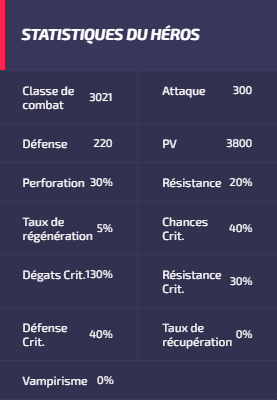 STATISTIQUES DU HÉROS
Classe de
combat 3021
Attaque 300
Défense 220
PV 3800
Perforation 30%
Résistance 20%
Taux de
régénération 5%
Chances
Crit. 40%
Dégats Crit.130%
Résistance
Crit. 30%
Défense
Crit. 40%
Taux de
récupération 0%
Vampirisme 0%